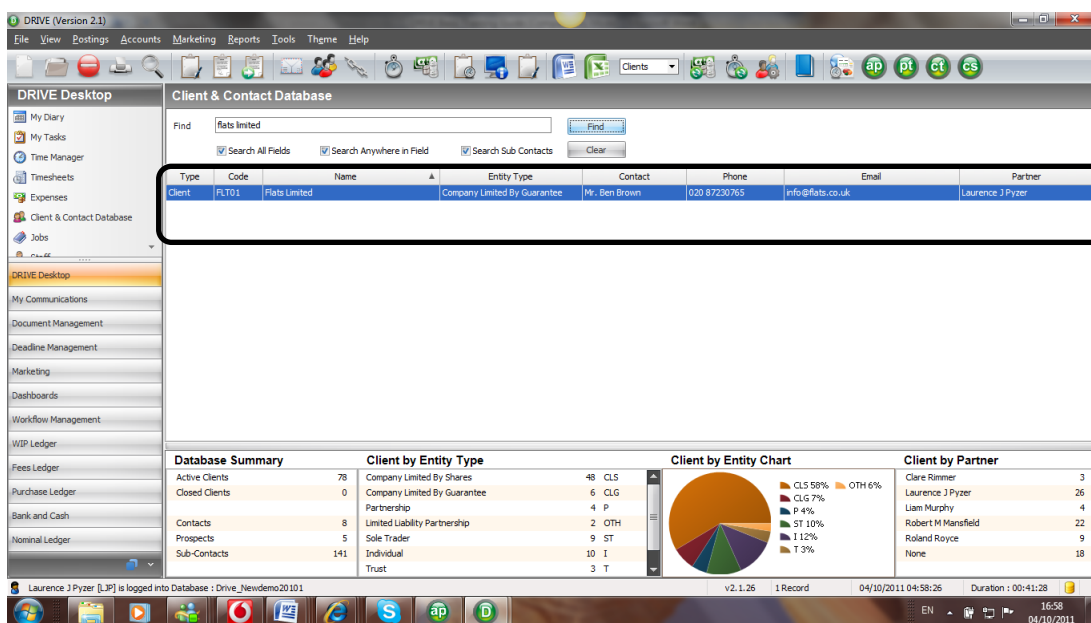 DRIVE (Version 2.1)
File View Postings Accounts Marketing Reports Tools Theme Help
Clients
ap pt ct cs
DRIVE Desktop
My Diary
My Tasks
Time Manager
Timesheets
Expenses
Client & Contact Database
Jobs
Staff
DRIVE Desktop
My Communications
Document Management
Deadline Management
Marketing
Dashboards
Workflow Management
WIP Ledger
Fees Ledger
Purchase Ledger
Bank and Cash
Nominal Ledger
Client & Contact Database
Find flats limited Find
Search All Fields Search Anywhere in Field Search Sub Contacts Clear
Type Code Name Entity Type Contact Phone Email Partner
Client FLT01 Flats Limited Company Limited By Guarantee Mr. Ben Brown 020 87230765 info@flats.co.uk Laurence J Pyzer
Database Summary
Active Clients 78
Closed Clients 0
Contacts 8
Prospects 5
Sub-Contacts 141
Client by Entity Type
Company Limited By Shares 48 CLS
Company Limited By Guarantee 6 CLG
Partnership 4 P
Limited Liability Partnership 2 OTH
Sole Trader 9 ST
Individual 10 I
Trust 3 T
Client by Entity Chart
CLS 58% OTH 6%
CLG 7%
P 4%
ST 10%
I 12%
T 3%
Client by Partner
Clare Rimmer 3
Laurence J Pyzer 26
Liam Murphy 4
Robert M Mansfield 22
Roland Royce 9
None 18
Laurence J Pyzer [LJP] is logged into Database : Drive_Newdemo20101 v2.1.26 1 Record 04/10/2011 04:58:26 Duration : 00:41:28
EN 16:58
04/10/2011